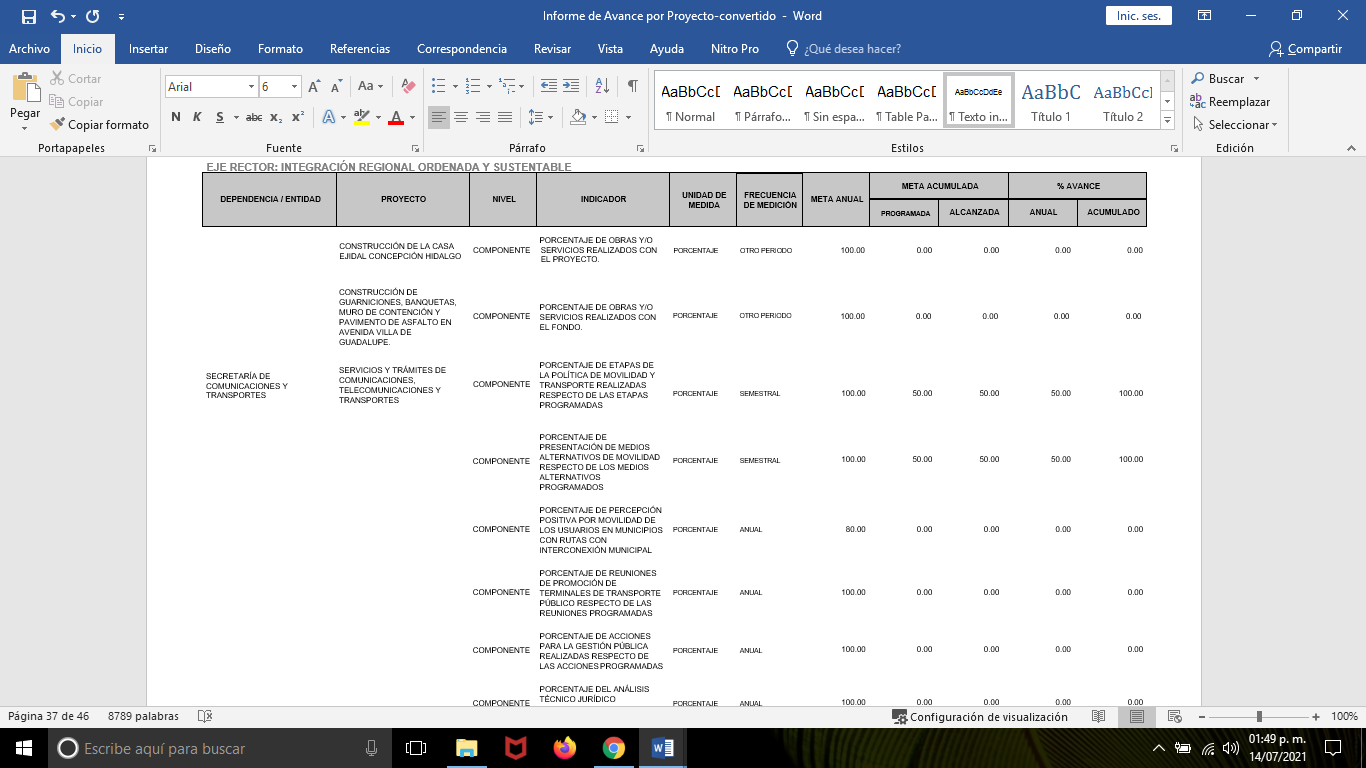 Informe de Avance por Proyecto-convertido - Word
Inic. ses.
Archivo Inicio Insertar Diseño Formato Referencias Correspondencia Revisar Vista Ayuda Nitro Pro ¿Qué desea hacer? Compartir
Pegar
Cortar
Copiar
Copiar formato
Portapapeles
Arial 6
N K S abc x₂ x²
Fuente
Párrafo
AaBbCcD AaBbCcD AaBbCcD AaBbCcD AaBbCcDdEe AaBbC AaBbCcI
¶ Normal ¶ Párrafo... ¶ Sin espa... ¶ Table Pa... ¶ Texto in... Título 1 Título 2
Estilos
Buscar
Reemplazar
Seleccionar
Edición
EJE RECTOR: INTEGRACIÓN REGIONAL ORDENADA Y SUSTENTABLE
DEPENDENCIA / ENTIDAD
PROYECTO
NIVEL
INDICADOR
UNIDAD DE
MEDIDA
FRECUENCIA
DE MEDICIÓN
META ANUAL
META ACUMULADA
% AVANCE
PROGRAMADA
ALCANZADA
ANUAL
ACUMULADO
CONSTRUCCIÓN DE LA CASA
EJIDAL CONCEPCIÓN HIDALGO
COMPONENTE
PORCENTAJE DE OBRAS Y/O
SERVICIOS REALIZADOS CON
EL PROYECTO.
PORCENTAJE OTRO PERIODO 100.00 0.00 0.00 0.00 0.00
CONSTRUCCIÓN DE
GUARNICIONES, BANQUETAS,
MURO DE CONTENCIÓN Y
PAVIMENTO DE ASFALTO EN
AVENIDA VILLA DE
GUADALUPE.
COMPONENTE
PORCENTAJE DE OBRAS Y/O
SERVICIOS REALIZADOS CON
EL FONDO.
PORCENTAJE OTRO PERIODO 100.00 0.00 0.00 0.00 0.00
SECRETARÍA DE
COMUNICACIONES Y
TRANSPORTES
SERVICIOS Y TRÁMITES DE
COMUNICACIONES,
TELECOMUNICACIONES Y
TRANSPORTES
COMPONENTE
PORCENTAJE DE ETAPAS DE
LA POLÍTICA DE MOVILIDAD Y
TRANSPORTE REALIZADAS
RESPECTO DE LAS ETAPAS
PROGRAMADAS
PORCENTAJE SEMESTRAL 100.00 50.00 50.00 50.00 100.00
COMPONENTE
PORCENTAJE DE
PRESENTACIÓN DE MEDIOS
ALTERNATIVOS DE MOVILIDAD
RESPECTO DE LOS MEDIOS
ALTERNATIVOS
PROGRAMADOS
PORCENTAJE SEMESTRAL 100.00 50.00 50.00 50.00 100.00
COMPONENTE
PORCENTAJE DE PERCEPCIÓN
POSITIVA POR MOVILIDAD DE
LOS USUARIOS EN MUNICIPIOS
CON RUTAS CON
INTERCONEXIÓN MUNICIPAL
PORCENTAJE ANUAL 80.00 0.00 0.00 0.00 0.00
COMPONENTE
PORCENTAJE DE REUNIONES
DE PROMOCIÓN DE
TERMINALES DE TRANSPORTE
PÚBLICO RESPECTO DE LAS
REUNIONES PROGRAMADAS
PORCENTAJE ANUAL 100.00 0.00 0.00 0.00 0.00
COMPONENTE
PORCENTAJE DE ACCIONES
PARA LA GESTIÓN PÚBLICA
REALIZADAS RESPECTO DE
LAS ACCIONES PROGRAMADAS
PORCENTAJE ANUAL 100.00 0.00 0.00 0.00 0.00
COMPONENTE
PORCENTAJE DEL ANÁLISIS
TÉCNICO JURÍDICO
PORCENTAJE ANUAL 100.00 0.00 0.00 0.00 0.00
Página 37 de 46 8789 palabras Configuración de visualización 100%
Escribe aquí para buscar
01:49 p. m.
14/07/2021